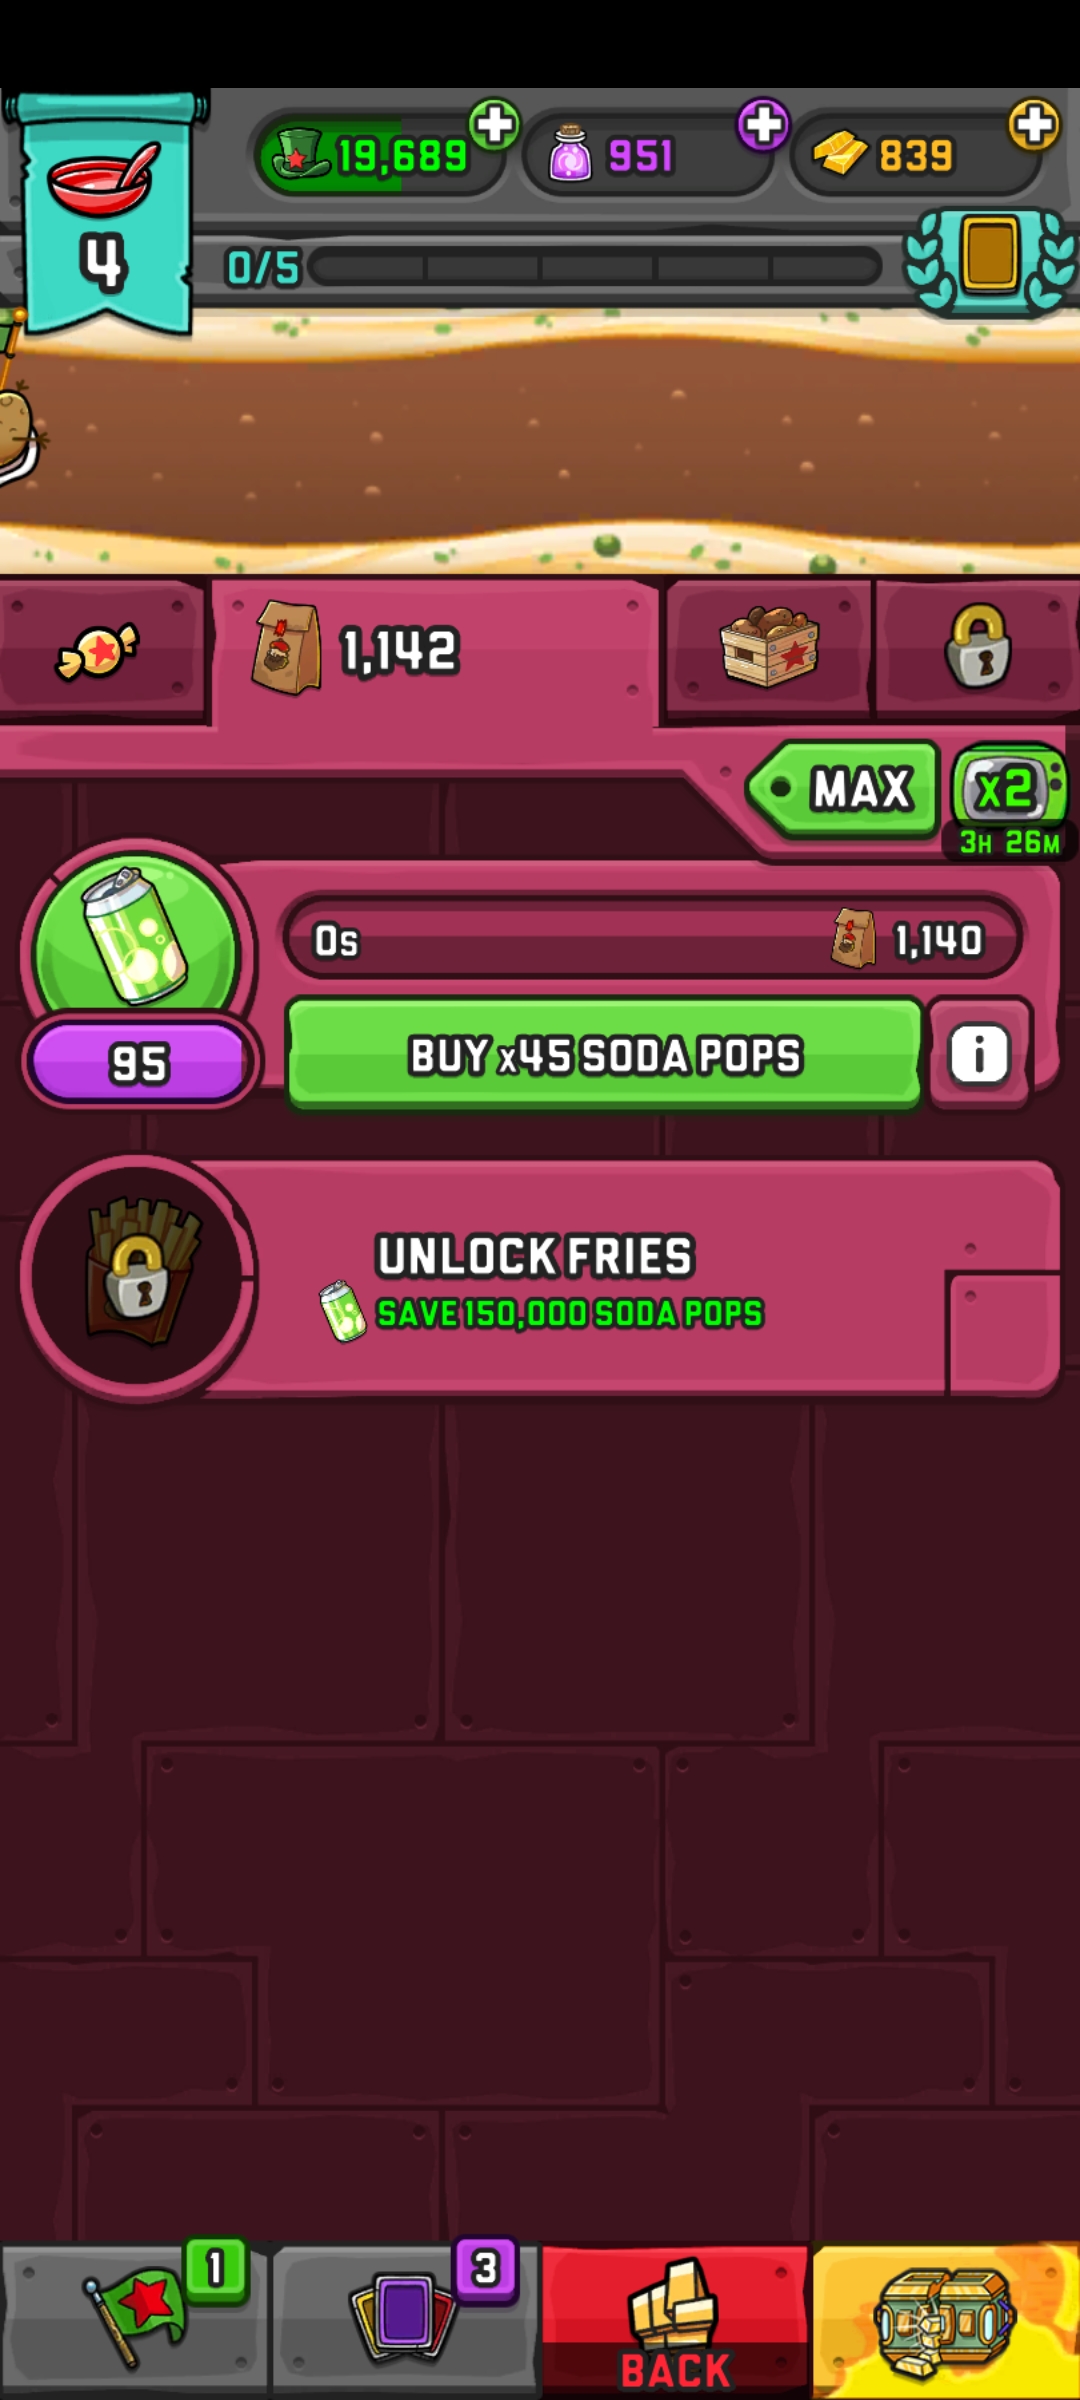 19,689
951
839
4
0/5
1,142
MAX
x2
3H 26M
0s
1,140
95
BUY x45 SODA POPS
i
UNLOCK FRIES
SAVE 150,000 SODA POPS
1
3
BACK